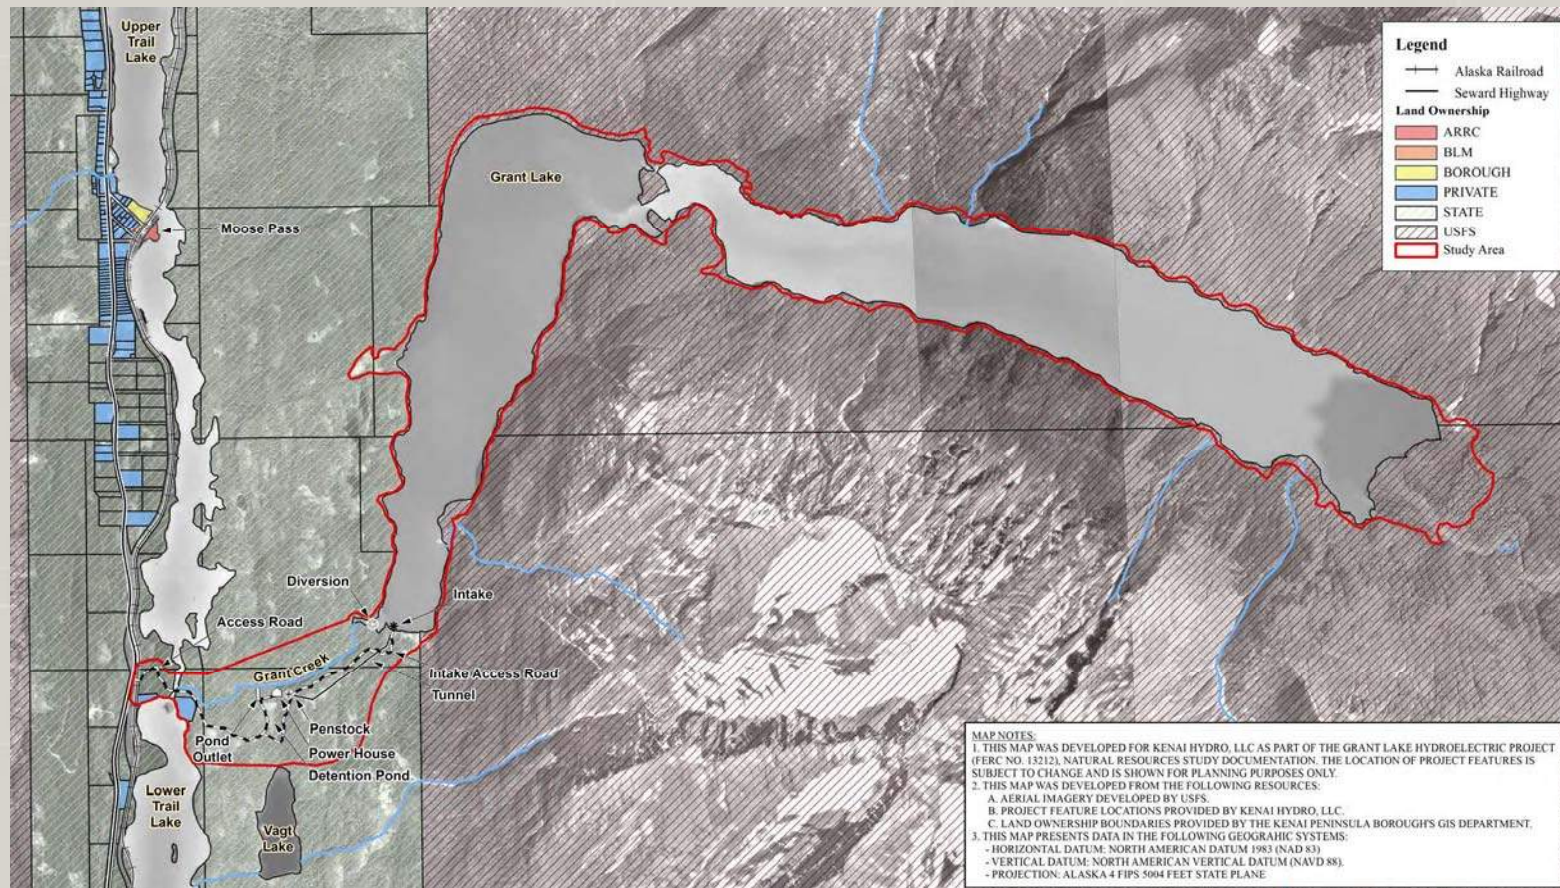 Upper
Trail
Lake
Grant Lake
Moose Pass
Diversion
Intake
Access Road
Grant Creek
Intake Access Road
Tunnel
Penstock
Pond
Outlet
Power House
Detention Pond
Lower
Trail
Lake
Vagt
Lake
Legend
Alaska Railroad
Seward Highway
Land Ownership
ARRC
BLM
BOROUGH
PRIVATE
STATE
USFS
Study Area
MAP NOTES:
1. THIS MAP WAS DEVELOPED FOR KENAI HYDRO, LLC AS PART OF THE GRANT LAKE HYDROELECTRIC PROJECT
(FERC NO. 13212), NATURAL RESOURCES STUDY DOCUMENTATION. THE LOCATION OF PROJECT FEATURES IS
SUBJECT TO CHANGE AND IS SHOWN FOR PLANNING PURPOSES ONLY.
2. THIS MAP WAS DEVELOPED FROM THE FOLLOWING RESOURCES:
A. AERIAL IMAGERY DEVELOPED BY USFS.
B. PROJECT FEATURE LOCATIONS PROVIDED BY KENAI HYDRO, LLC.
C. LAND OWNERSHIP BOUNDARIES PROVIDED BY THE KENAI PENINSULA BOROUGH'S GIS DEPARTMENT.
3. THIS MAP PRESENTS DATA IN THE FOLLOWING GEOGRAHIC SYSTEMS:
- HORIZONTAL DATUM: NORTH AMERICAN DATUM 1983 (NAD 83)
- VERTICAL DATUM: NORTH AMERICAN VERTICAL DATUM (NAVD 88).
- PROJECTION: ALASKA 4 FIPS 5004 FEET STATE PLANE